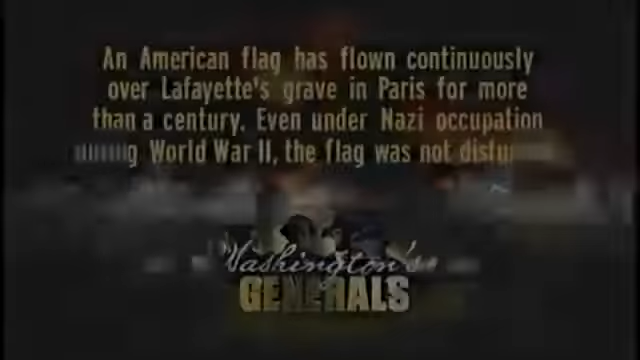 An American flag has flown continuously
over Lafayette's grave in Paris for more
than a century. Even under Nazi occupation
World War II, the flag was not
Washington's
GENERALS